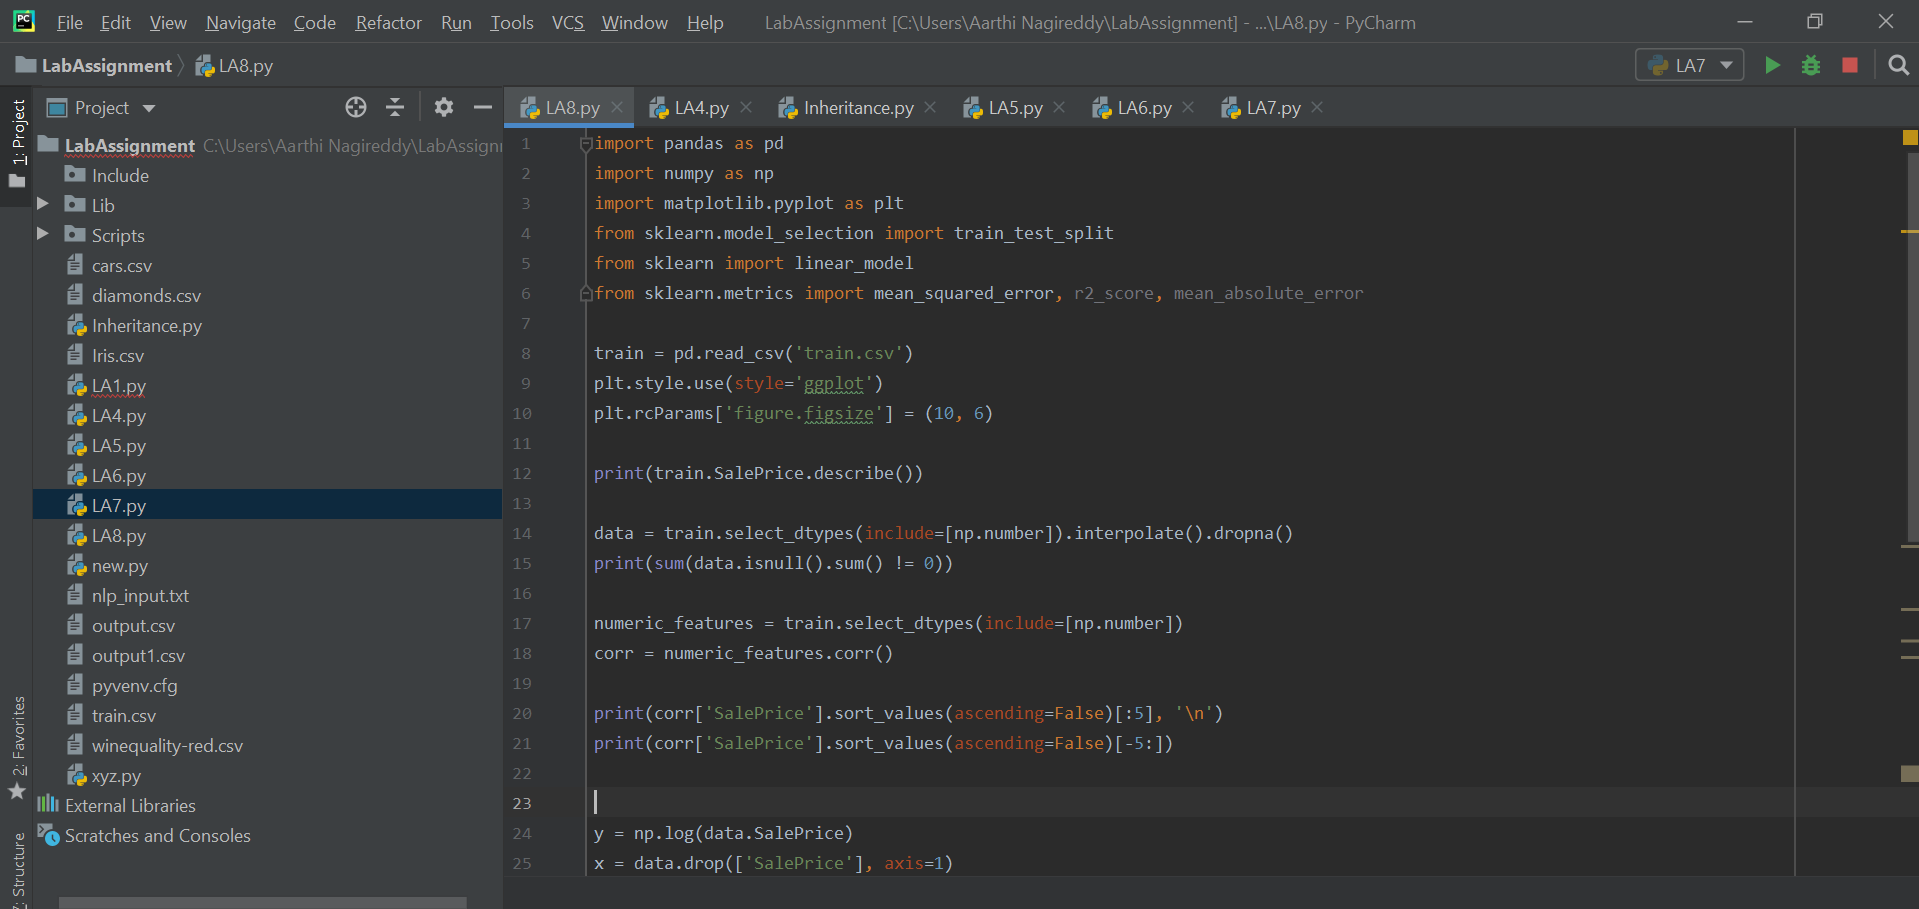 PC File Edit View Navigate Code Refactor Run Tools VCS Window Help LabAssignment [C:\Users\Aarthi Nagireddy\LabAssignment] - ...\LA8.py - PyCharm
LabAssignment LA8.py LA7
1: Project
2: Favorites
7: Structure
Project
LabAssignment C:\Users\Aarthi Nagireddy\LabAssignn
Include
Lib
Scripts
cars.csv
diamonds.csv
Inheritance.py
Iris.csv
LA1.py
LA4.py
LA5.py
LA6.py
LA7.py
LA8.py
new.py
nlp_input.txt
output.csv
output1.csv
pyvenv.cfg
train.csv
winequality-red.csv
xyz.py
External Libraries
Scratches and Consoles
LA8.py LA4.py Inheritance.py LA5.py LA6.py LA7.py
1 import pandas as pd
2 import numpy as np
3 import matplotlib.pyplot as plt
4 from sklearn.model_selection import train_test_split
5 from sklearn import linear_model
6 from sklearn.metrics import mean_squared_error, r2_score, mean_absolute_error
7
8 train = pd.read_csv('train.csv')
9 plt.style.use(style='ggplot')
10 plt.rcParams['figure.figsize'] = (10, 6)
11
12 print(train.SalePrice.describe())
13
14 data = train.select_dtypes(include=[np.number]).interpolate().dropna()
15 print(sum(data.isnull().sum() != 0))
16
17 numeric_features = train.select_dtypes(include=[np.number])
18 corr = numeric_features.corr()
19
20 print(corr['SalePrice'].sort_values(ascending=False)[:5], '\n')
21 print(corr['SalePrice'].sort_values(ascending=False)[-5:])
22
23
24 y = np.log(data.SalePrice)
25 x = data.drop(['SalePrice'], axis=1)